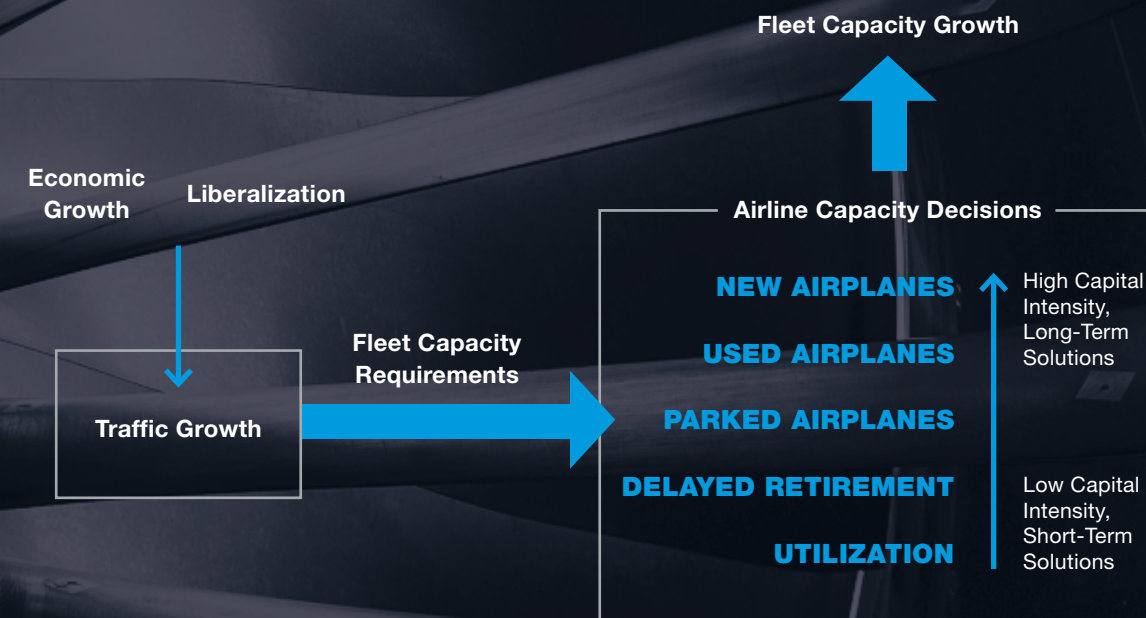 Fleet Capacity Growth
Economic
Growth
Liberalization
Traffic Growth
Fleet Capacity
Requirements
Airline Capacity Decisions
NEW AIRPLANES
USED AIRPLANES
PARKED AIRPLANES
DELAYED RETIREMENT
UTILIZATION
High Capital
Intensity,
Long-Term
Solutions
Low Capital
Intensity,
Short-Term
Solutions